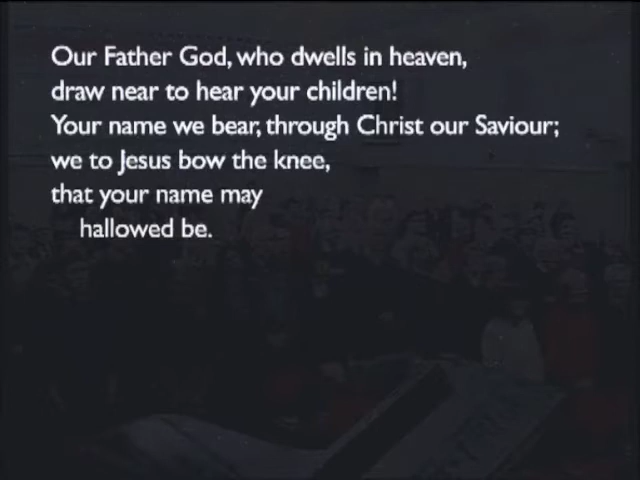 Our Father God, who dwells in heaven,
draw near to hear your children!
Your name we bear, through Christ our Saviour;
we to Jesus bow the knee,
that your name may
hallowed be.